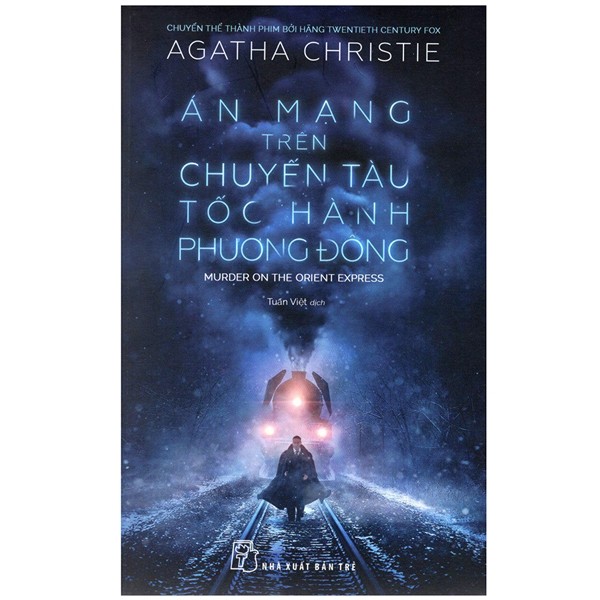 CHUYỂN THỂ THÀNH PHIM BỞI HÃNG TWENTIETH CENTURY FOX
AGATHA CHRISTIE
ÁN MẠNG
TRÊN
CHUYẾN TÀU
TỐC HÀNH
PHƯƠNG ĐÔNG
MURDER ON THE ORIENT EXPRESS
Tuấn Việt dịch
NHÀ XUẤT BẢN TRẺ